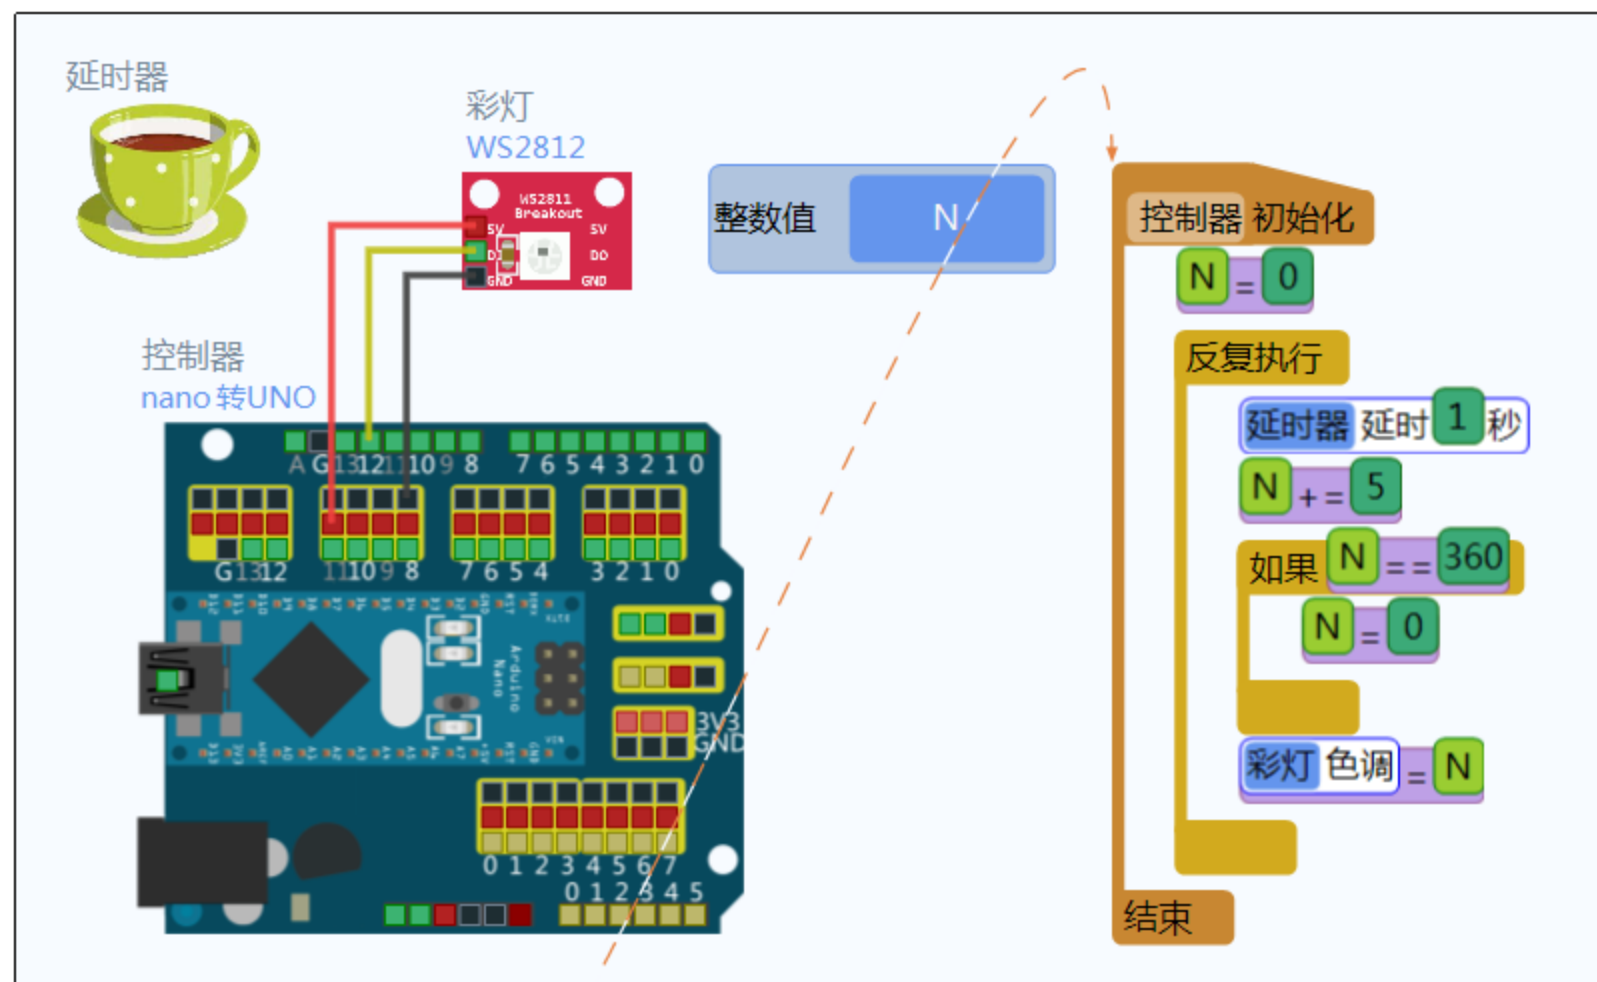 延时器
彩灯
WS2812
WS2811
Breakout
5V 5V
DI DO
GND GND
整数值 N
控制器
nano 转UNO
A G 13 12 11 10 9 8 7 6 5 4 3 2 1 0
G 13 12 11 10 9 8 7 6 5 4 3 2 1 0
Arduino
Nano
3V3
GND
0 1 2 3 4 5 6 7
0 1 2 3 4 5
控制器 初始化
N = 0
反复执行
延时器 延时 1 秒
N += 5
如果 N == 360
N = 0
彩灯 色调 = N
结束